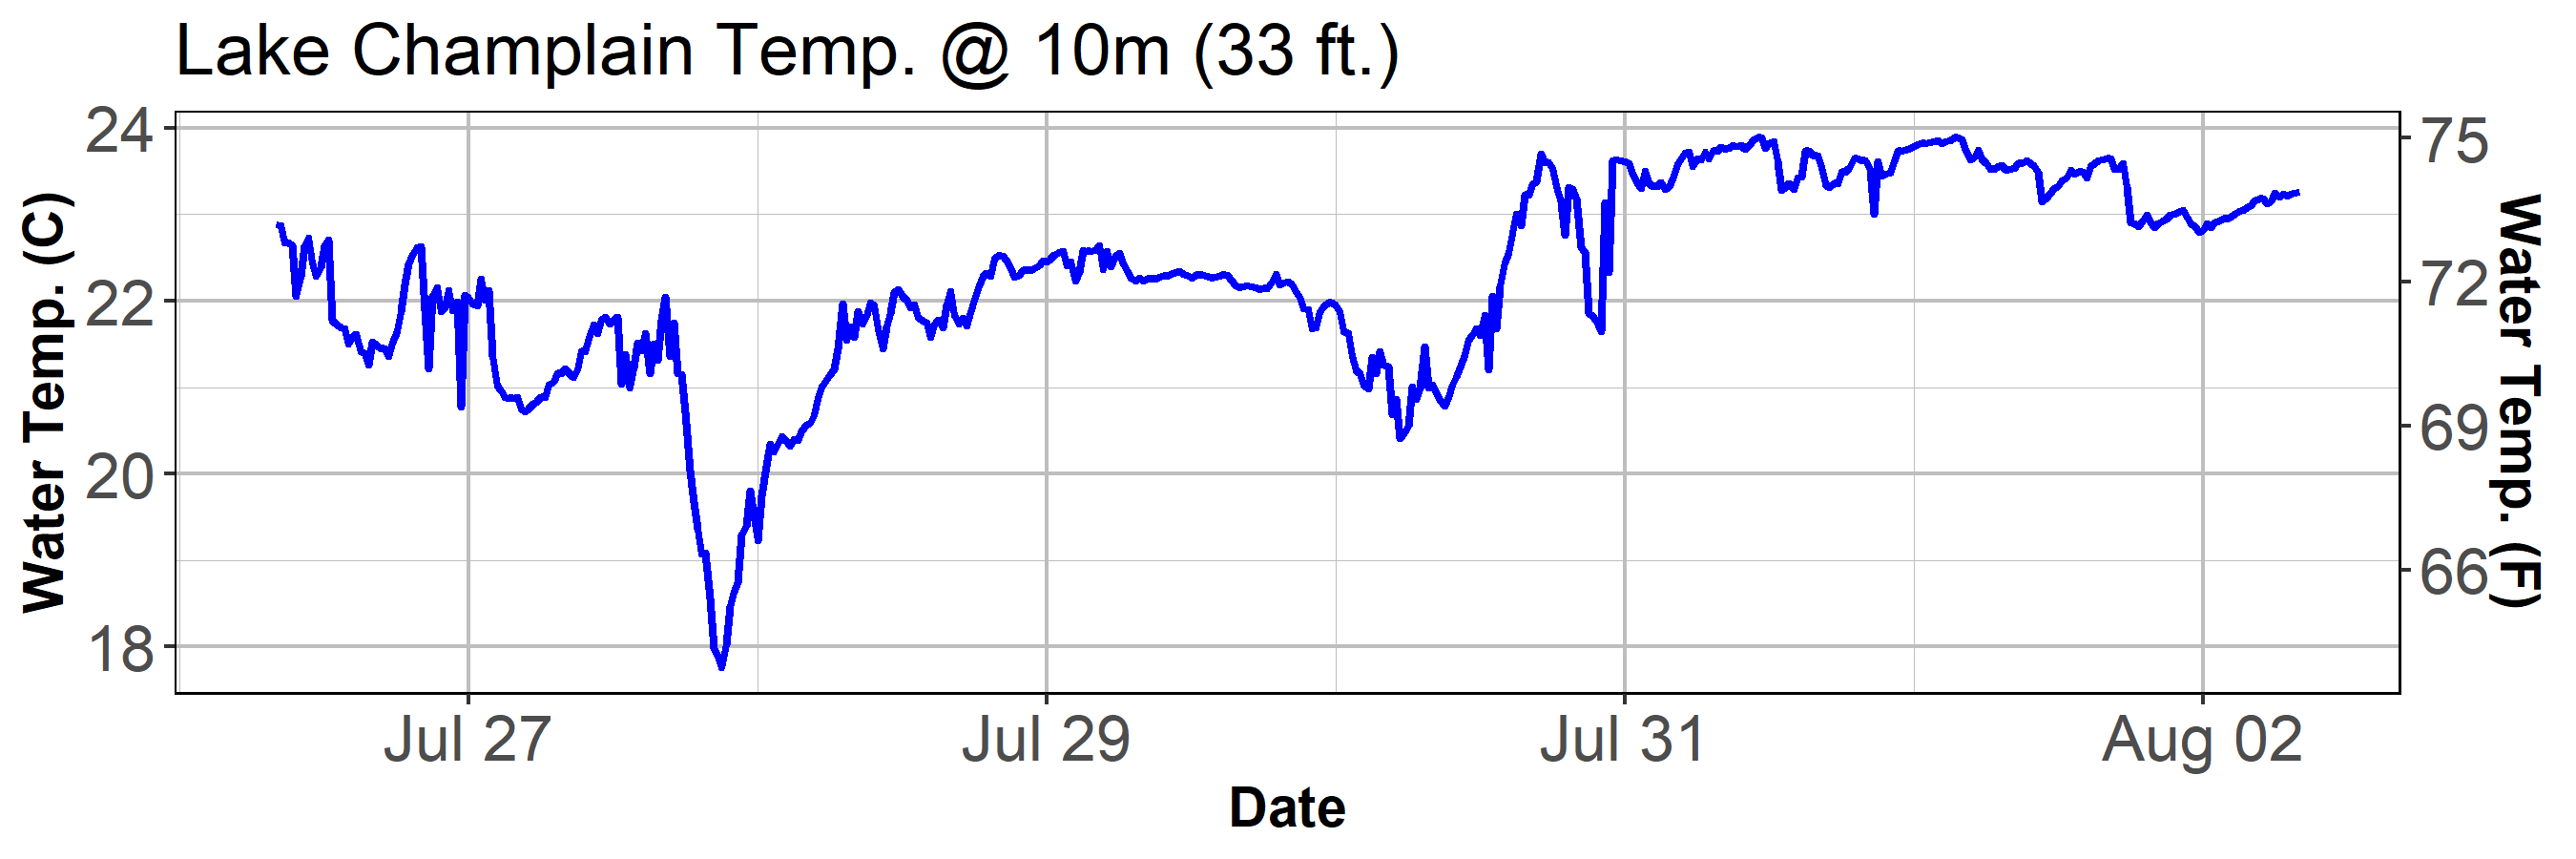 Lake Champlain Temp. @ 10m (33 ft.)
Water Temp. (C)
24
22
20
18
75
72
69
66
Water Temp. (F)
Jul 27
Jul 29
Jul 31
Aug 02
Date